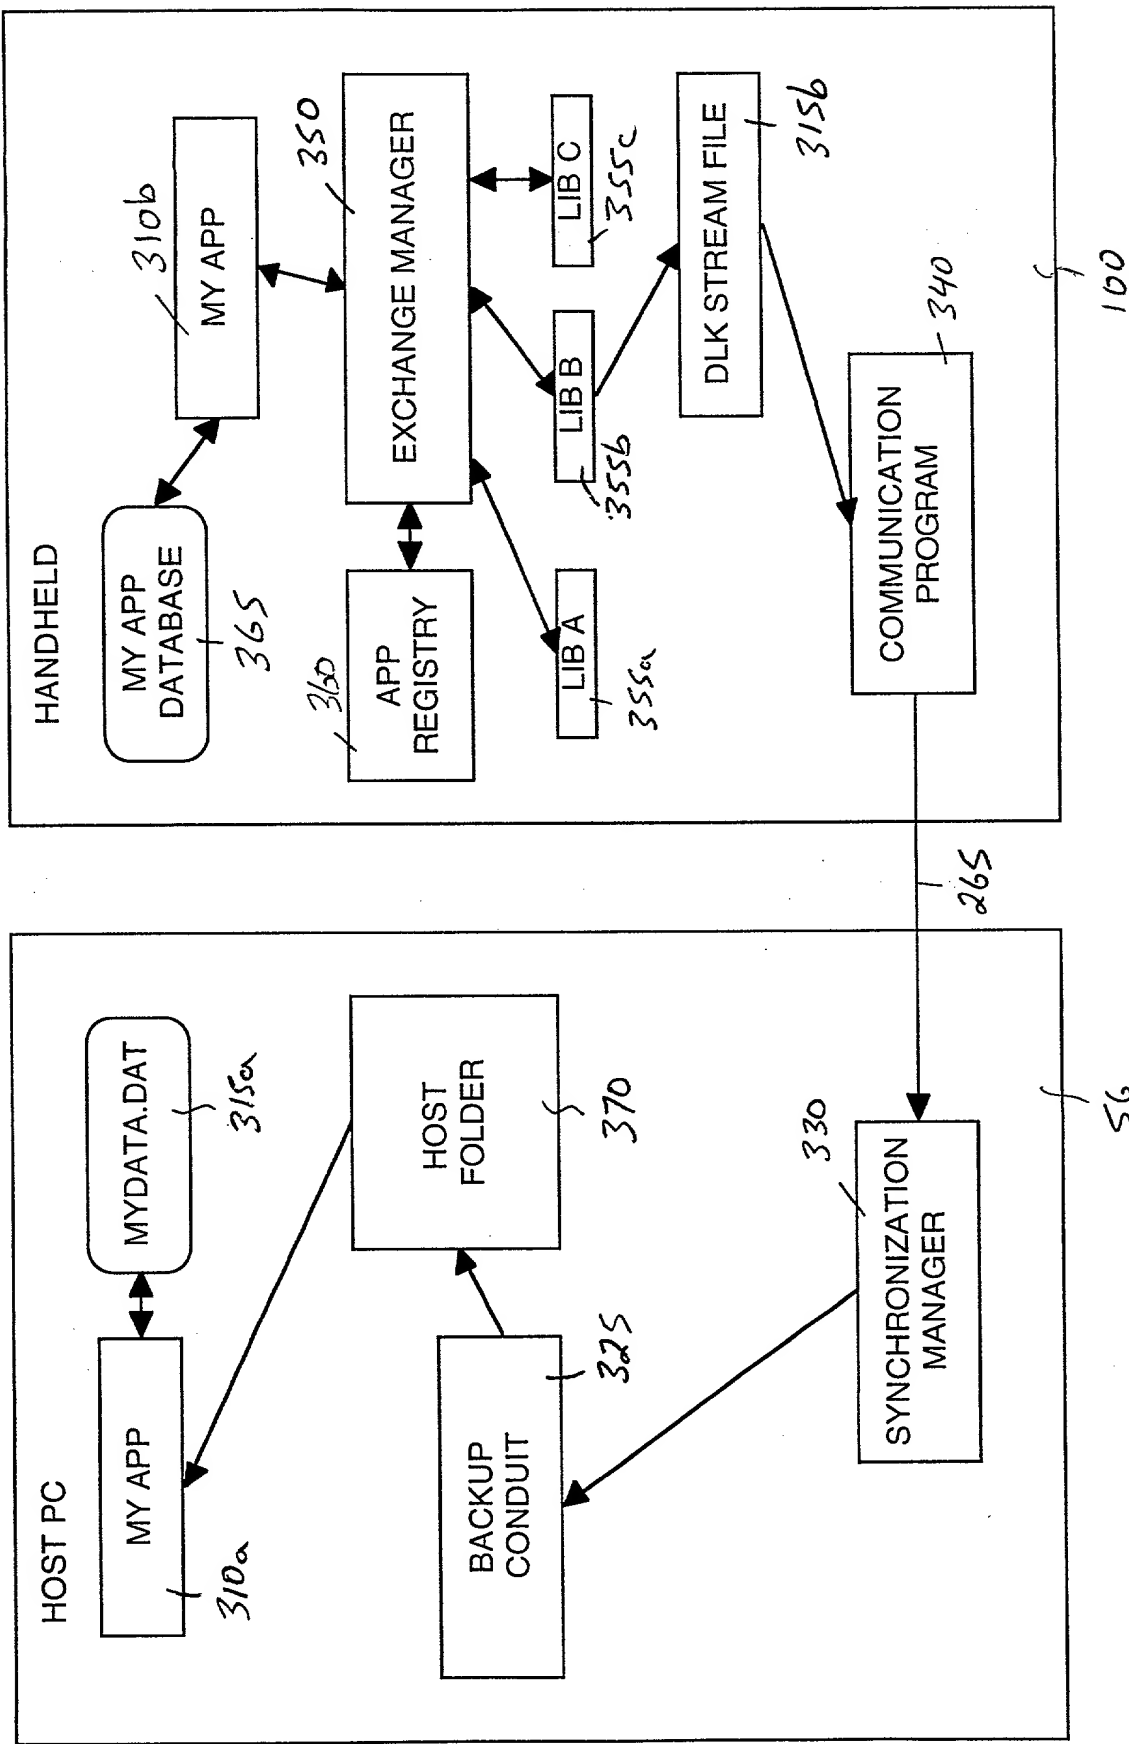 HOST PC
MY APP
310a
MYDATA.DAT
315a
HOST
FOLDER
370
BACKUP
CONDUIT
325
SYNCHRONIZATION
MANAGER
330
56
265
HANDHELD
MY APP
DATABASE
365
MY APP
310b
APP
REGISTRY
360
EXCHANGE MANAGER
350
LIB A
355a
LIB B
355b
LIB C
355c
DLK STREAM FILE
315b
COMMUNICATION
PROGRAM
340
100